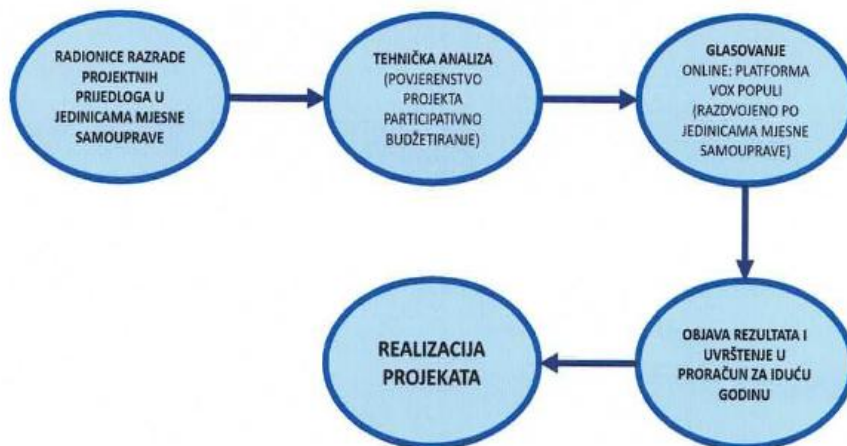 RADIONICE RAZRADE
PROJEKTNIH
PRIJEDLOGA U
JEDINICAMA MJESNE
SAMOUPRAVE
TEHNIČKA ANALIZA
(POVJERENSTVO
PROJEKTA
PARTICIPATIVNO
BUDŽETIRANJE)
GLASOVANJE
ONLINE: PLATFORMA
VOX POPULI
(RAZDVOJENO PO
JEDINICAMA MJESNE
SAMOUPRAVE)
OBJAVA REZULTATA I
UVRŠTENJE U
PRORAČUN ZA IDUĆU
GODINU
REALIZACIJA
PROJEKATA